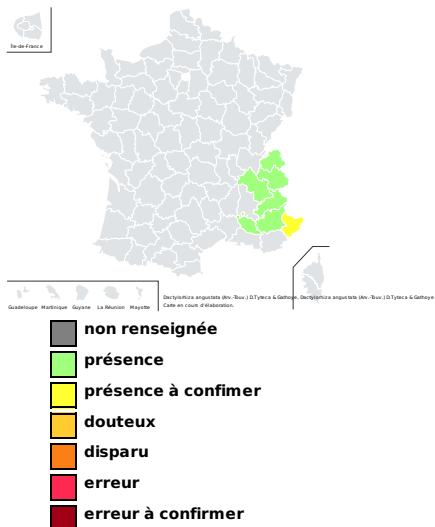 Île-de-France
Guadeloupe Martinique Guyane La Réunion Mayotte
Dactylorhiza angustata (Arv.-Touv.) D.Tyteca & Gathoye, Dactylorhiza angustata (Arv.-Touv.) D.Tyteca & Gathoye
Carte en cours d'élaboration.
non renseignée
présence
présence à confimer
douteux
disparu
erreur
erreur à confirmer